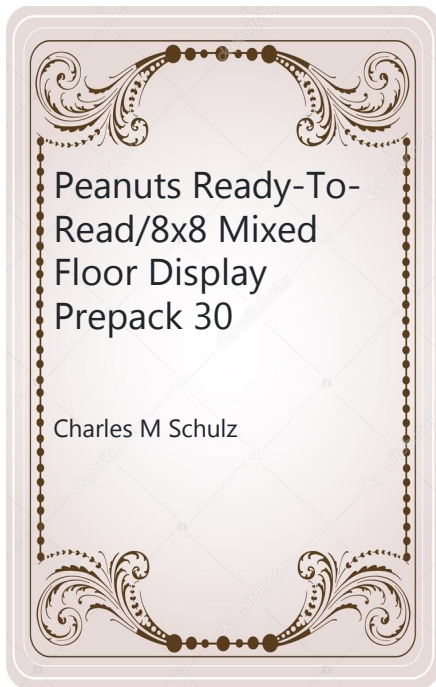 Peanuts Ready-To-
Read/8x8 Mixed
Floor Display
Prepack 30
Charles M Schulz